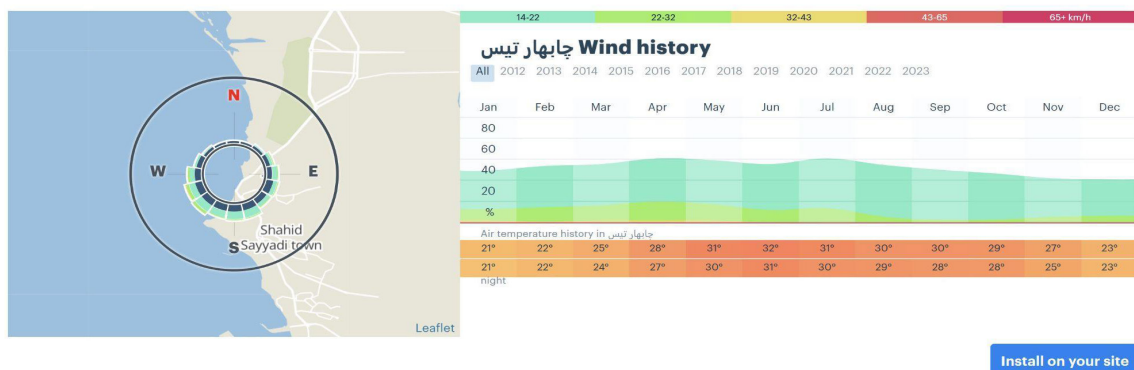 14-22 22-32 32-43 43-65 65+ km/h
چابهار تیس Wind history
All 2012 2013 2014 2015 2016 2017 2018 2019 2020 2021 2022 2023
Jan Feb Mar Apr May Jun Jul Aug Sep Oct Nov Dec
80
60
40
20
%
Air temperature history in چابهار تیس
21° 22° 25° 28° 31° 32° 31° 30° 30° 29° 27° 23°
21° 22° 24° 27° 30° 31° 30° 29° 28° 28° 25° 23°
night
N
W E
S
Shahid
Sayyadi town
Leaflet
Install on your site